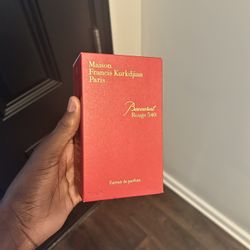 Maison
Francis Kurkdjian
Paris
Baccarat
Rouge 540
Extrait de parfum